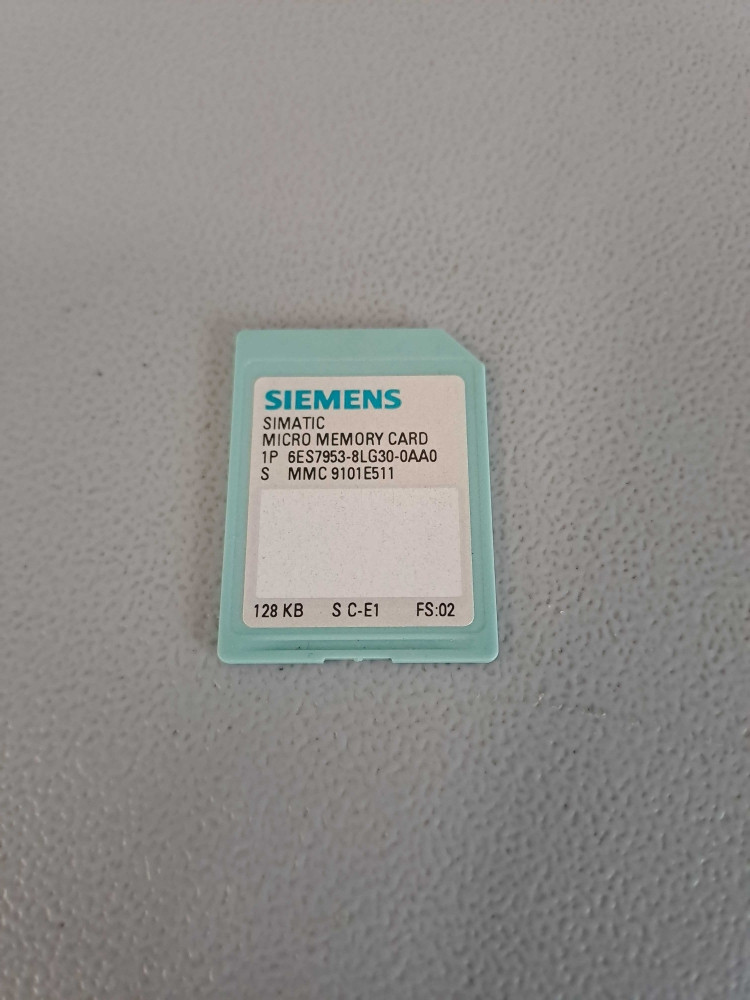 SIEMENS
SIMATIC
MICRO MEMORY CARD
1P 6ES7953-8LG30-0AA0
S MMC 9101E511
128 KB S C-E1 FS:02